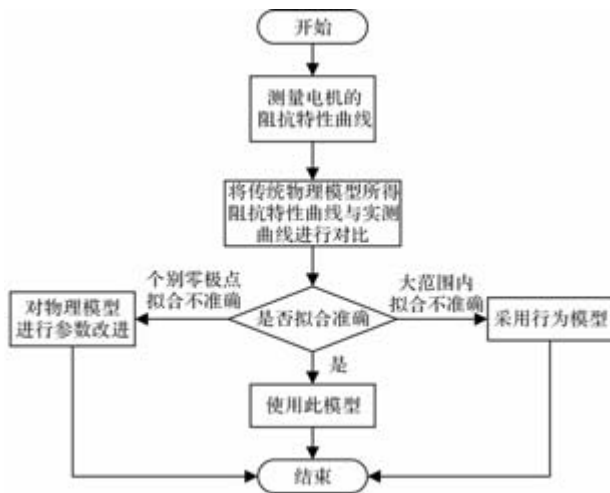 开始
测量电机的
阻抗特性曲线
将传统物理模型所得
阻抗特性曲线与实测
曲线进行对比
个别零极点
拟合不准确
大范围内
拟合不准确
对物理模型
进行参数改进
是否拟合准确
采用行为模型
是
使用此模型
结束